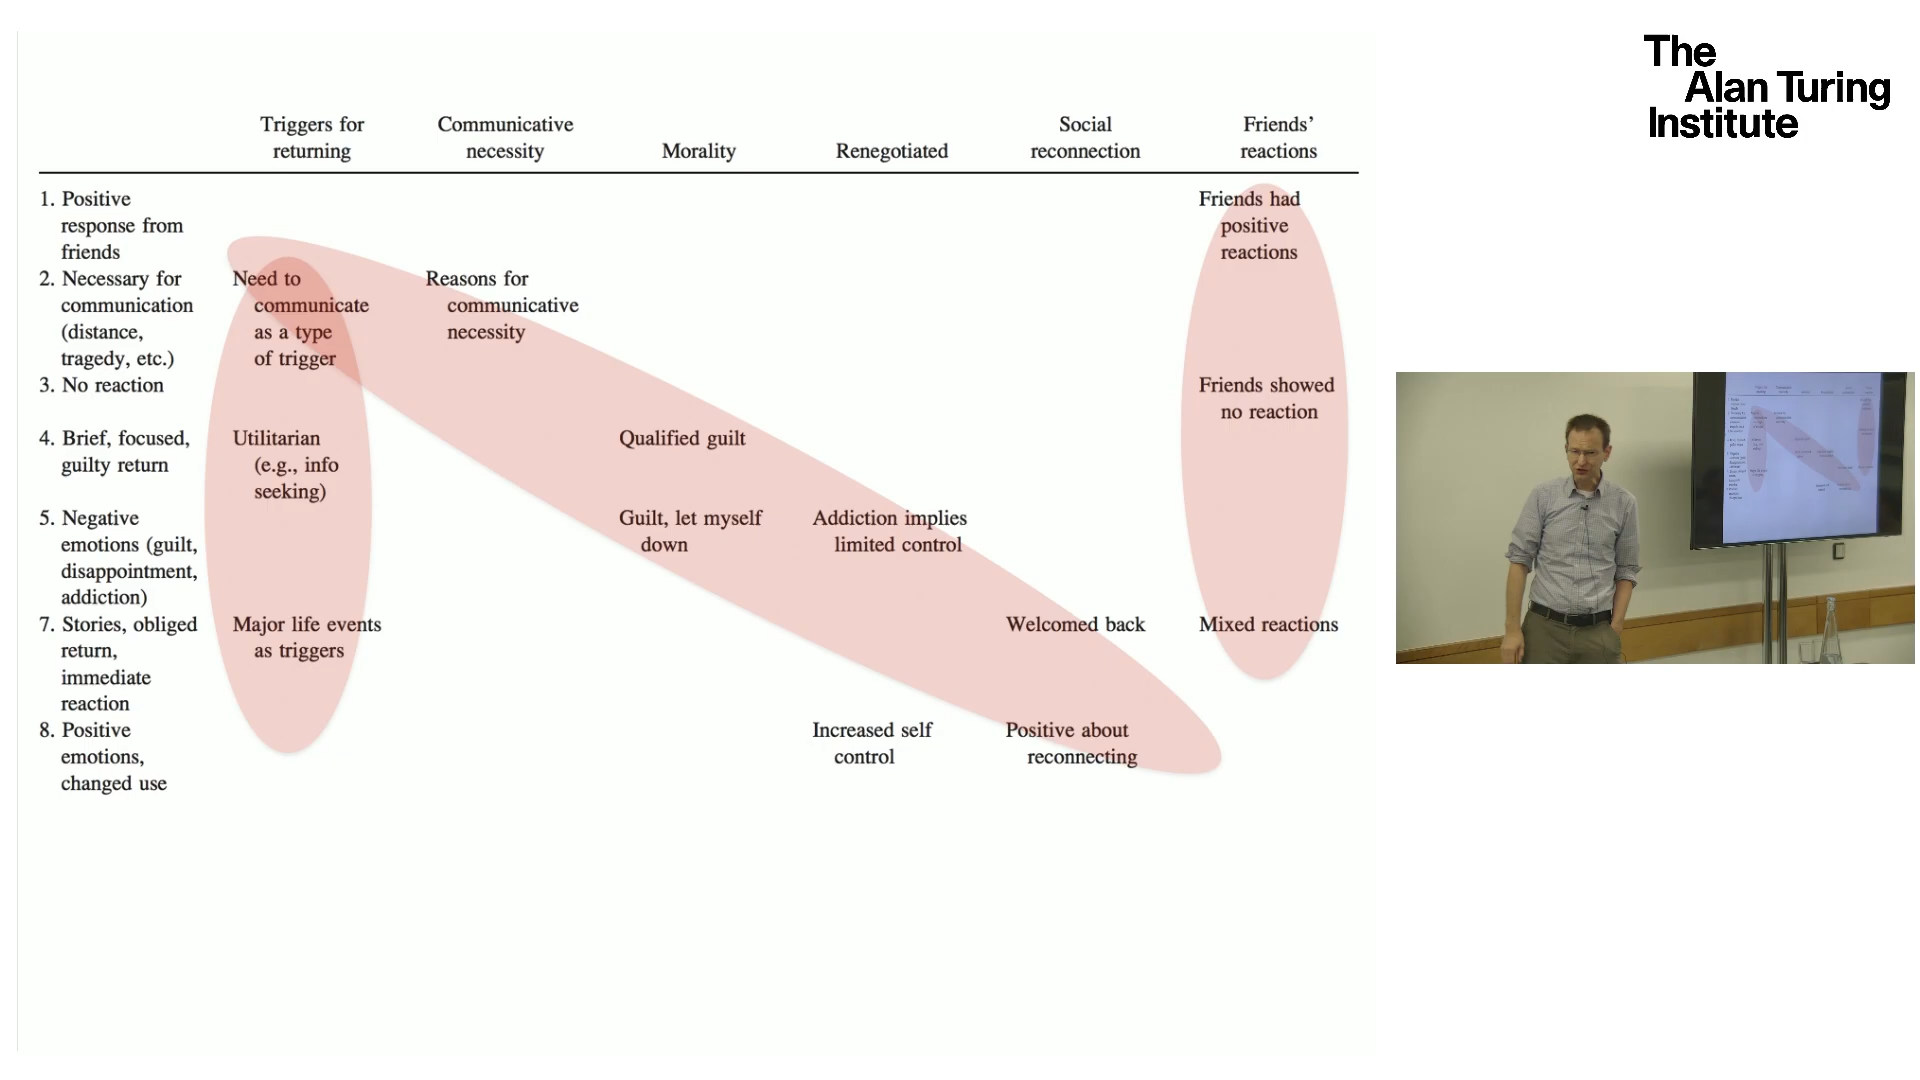 The
Alan Turing
Institute
Triggers for returning
Communicative necessity
Morality
Renegotiated
Social reconnection
Friends' reactions
1. Positive
response from
friends
Friends had
positive
reactions
2. Necessary for
communication
(distance,
tragedy, etc.)
Need to
communicate
as a type
of trigger
Reasons for
communicative
necessity
3. No reaction
Friends showed
no reaction
4. Brief, focused,
guilty return
Utilitarian
(e.g., info
seeking)
Qualified guilt
5. Negative
emotions (guilt,
disappointment,
addiction)
Guilt, let myself
down
Addiction implies
limited control
7. Stories, obliged
return,
immediate
reaction
Major life events
as triggers
Welcomed back
Mixed reactions
8. Positive
emotions,
changed use
Increased self
control
Positive about
reconnecting